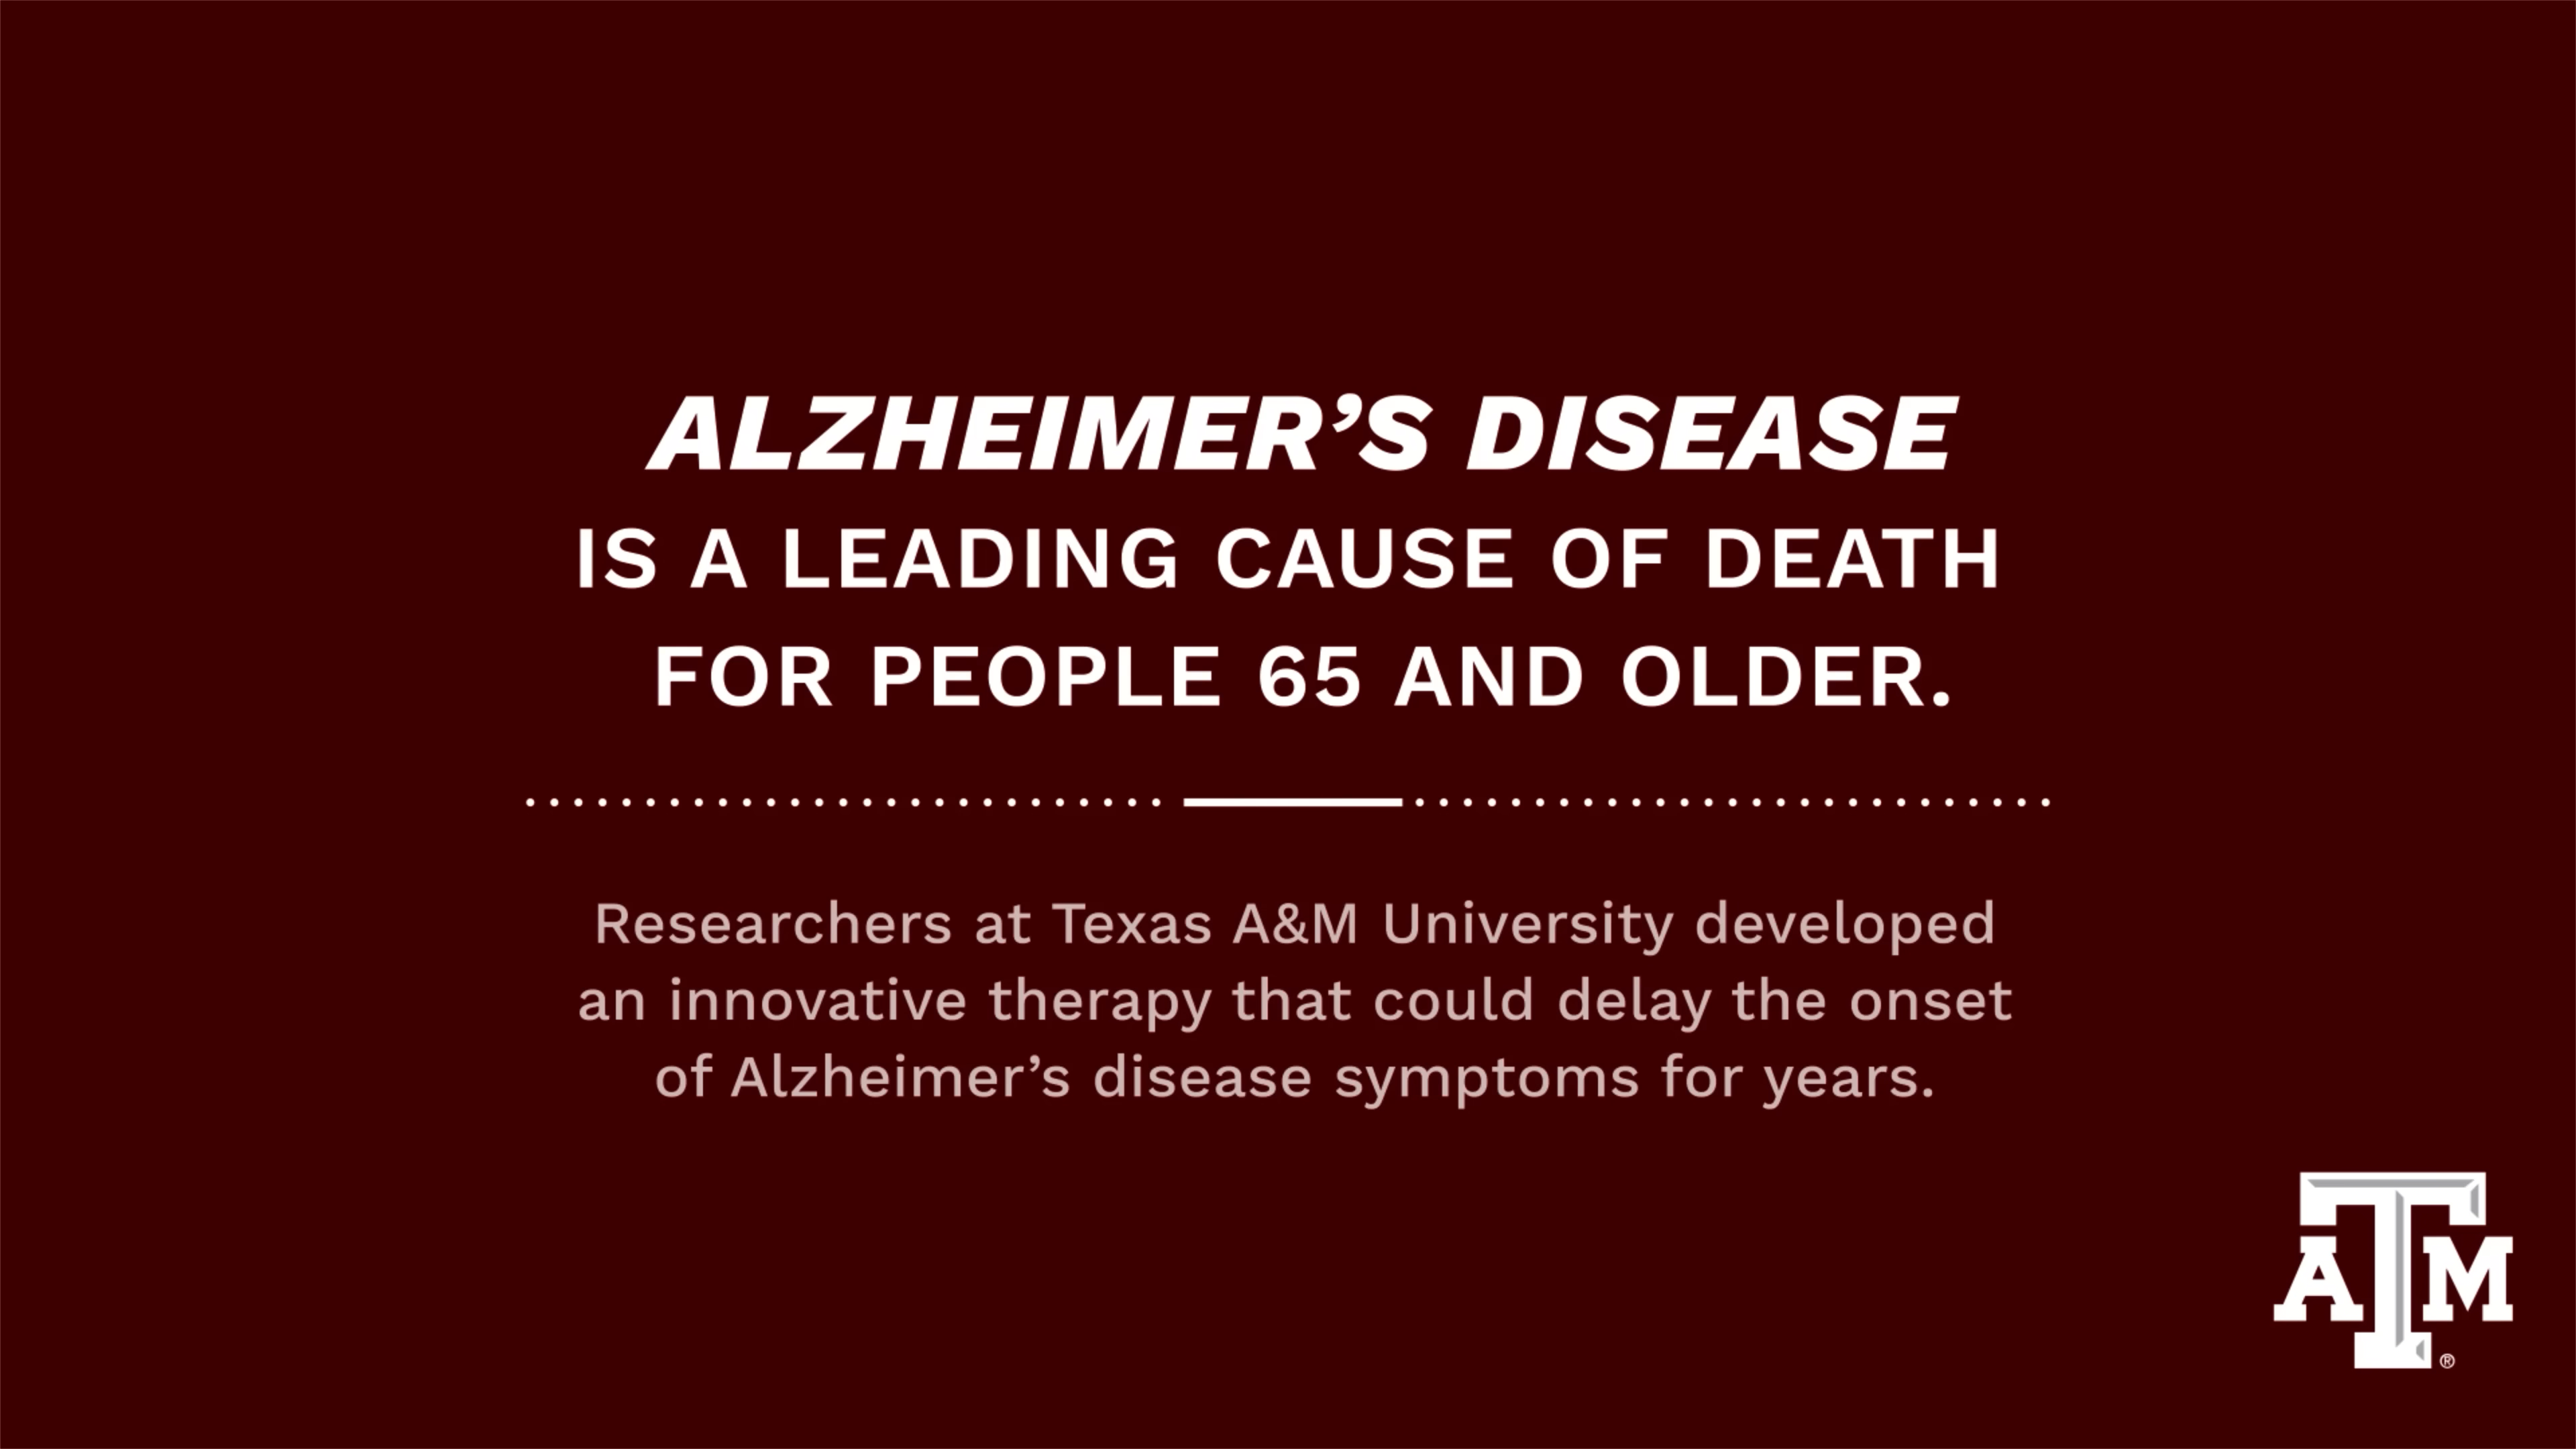 ALZHEIMER’S DISEASE
IS A LEADING CAUSE OF DEATH
FOR PEOPLE 65 AND OLDER.
Researchers at Texas A&M University developed
an innovative therapy that could delay the onset
of Alzheimer’s disease symptoms for years.
ATM®